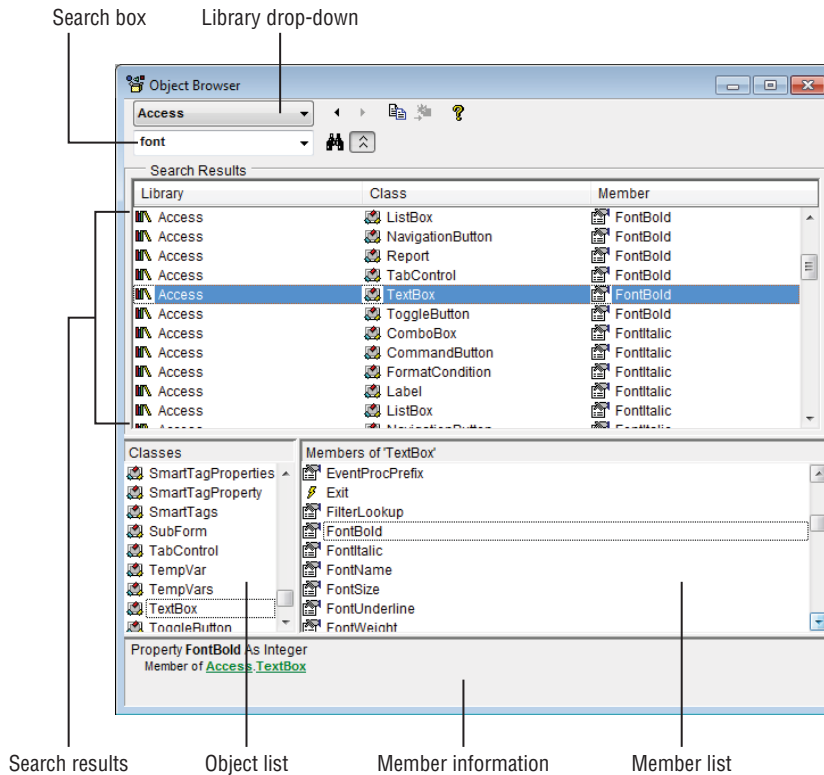 Search box Library drop-down
Object Browser
Access
font
Search Results
Library Class Member
Access ListBox FontBold
Access NavigationButton FontBold
Access Report FontBold
Access TabControl FontBold
Access TextBox FontBold
Access ToggleButton FontBold
Access ComboBox FontItalic
Access CommandButton FontItalic
Access FormatCondition FontItalic
Access Label FontItalic
Access ListBox FontItalic
Access NavigationButton FontItalic
Classes Members of 'TextBox'
SmartTagProperties EventProcPrefix
SmartTagProperty Exit
SmartTags FilterLookup
SubForm FontBold
TabControl FontItalic
TempVar FontName
TempVars FontSize
TextBox FontUnderline
ToggleButton FontWeight
Property FontBold As Integer
Member of Access.TextBox
Search results Object list Member information Member list